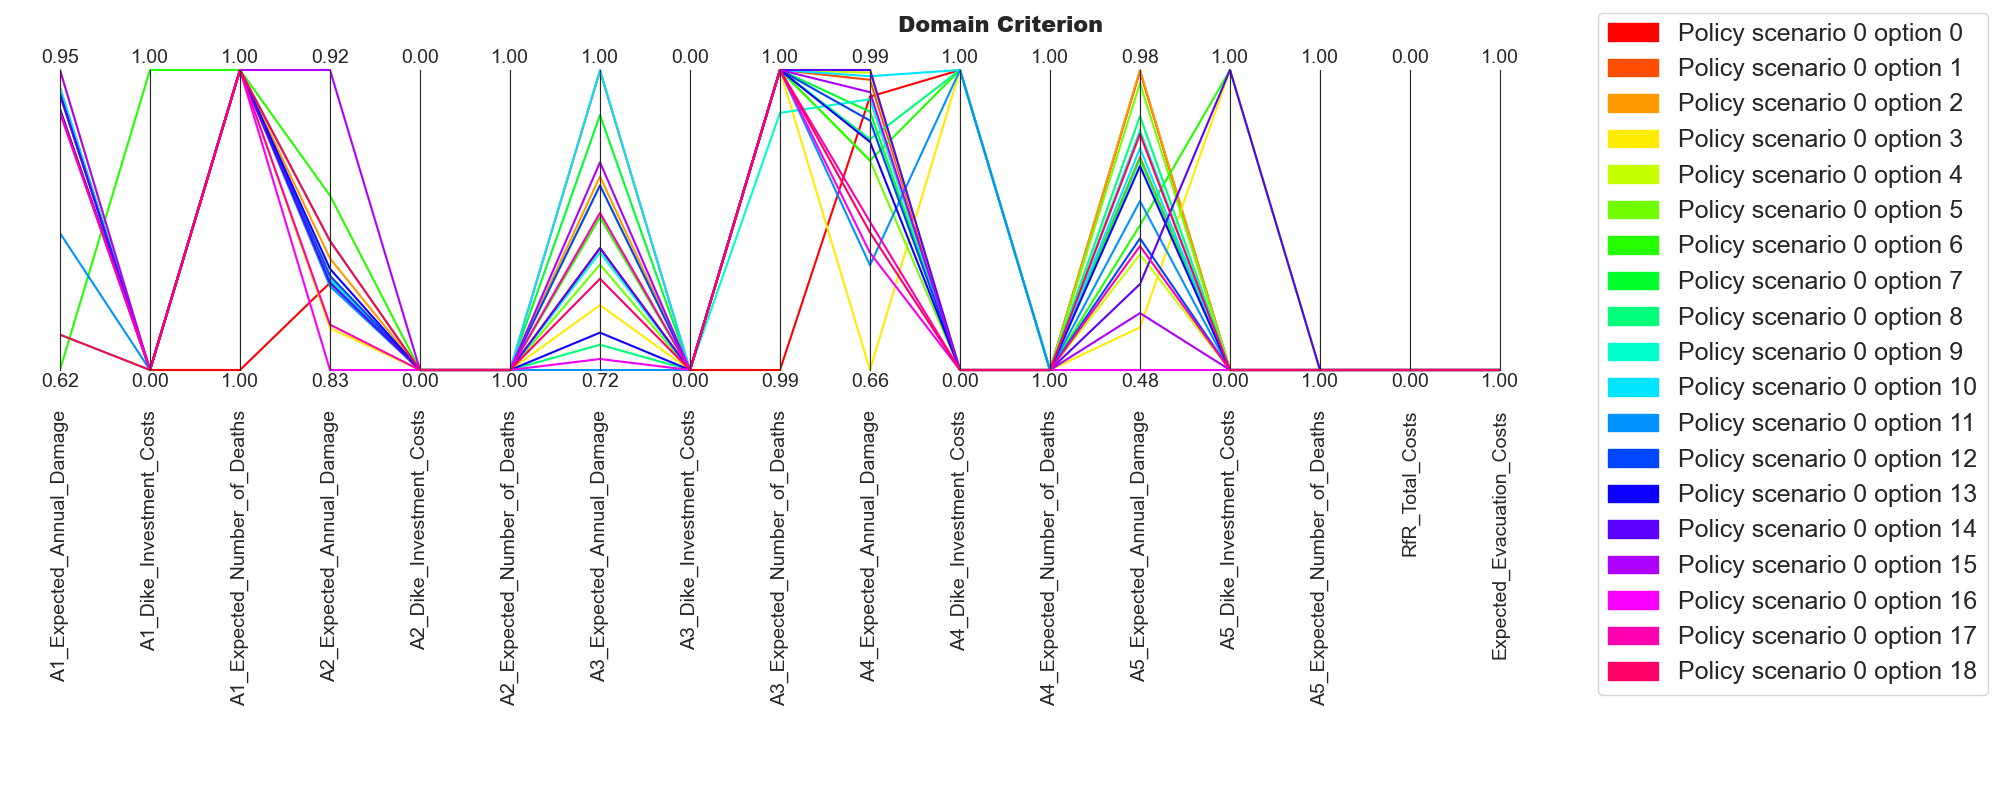 Domain Criterion
0.95 1.00 1.00 0.92 0.00 1.00 1.00 0.00 1.00 0.99 1.00 1.00 0.98 1.00 1.00 0.00 1.00
0.62 0.00 1.00 0.83 0.00 1.00 0.72 0.00 0.99 0.66 0.00 1.00 0.48 0.00 1.00 0.00 1.00
A1_Expected_Annual_Damage
A1_Dike_Investment_Costs
A1_Expected_Number_of_Deaths
A2_Expected_Annual_Damage
A2_Dike_Investment_Costs
A2_Expected_Number_of_Deaths
A3_Expected_Annual_Damage
A3_Dike_Investment_Costs
A3_Expected_Number_of_Deaths
A4_Expected_Annual_Damage
A4_Dike_Investment_Costs
A4_Expected_Number_of_Deaths
A5_Expected_Annual_Damage
A5_Dike_Investment_Costs
A5_Expected_Number_of_Deaths
RfR_Total_Costs
Expected_Evacuation_Costs
Policy scenario 0 option 0
Policy scenario 0 option 1
Policy scenario 0 option 2
Policy scenario 0 option 3
Policy scenario 0 option 4
Policy scenario 0 option 5
Policy scenario 0 option 6
Policy scenario 0 option 7
Policy scenario 0 option 8
Policy scenario 0 option 9
Policy scenario 0 option 10
Policy scenario 0 option 11
Policy scenario 0 option 12
Policy scenario 0 option 13
Policy scenario 0 option 14
Policy scenario 0 option 15
Policy scenario 0 option 16
Policy scenario 0 option 17
Policy scenario 0 option 18